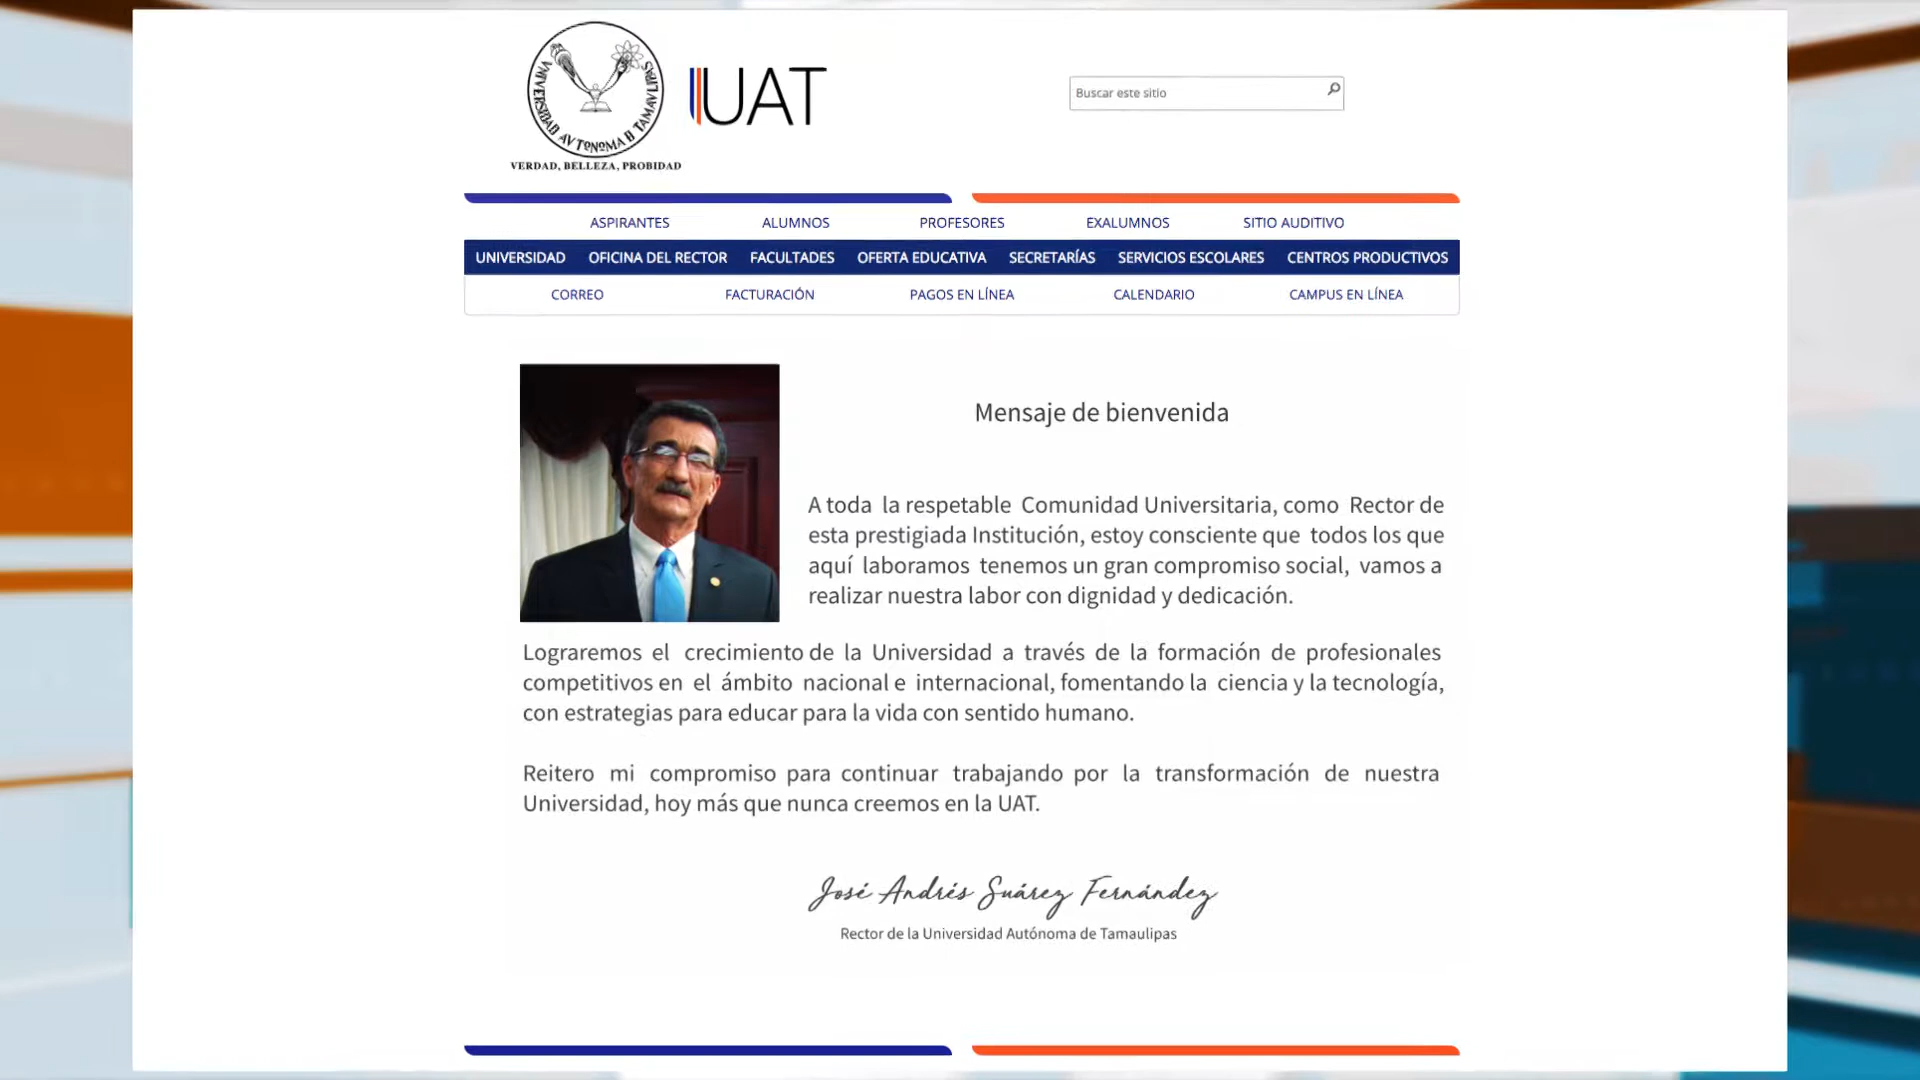 UNIVERSIDAD AVTONOMA DE TAMAVLIPAS
VERDAD, BELLEZA, PROBIDAD
UAT
Buscar este sitio
ASPIRANTES ALUMNOS PROFESORES EXALUMNOS SITIO AUDITIVO
UNIVERSIDAD OFICINA DEL RECTOR FACULTADES OFERTA EDUCATIVA SECRETARÍAS SERVICIOS ESCOLARES CENTROS PRODUCTIVOS
CORREO FACTURACIÓN PAGOS EN LÍNEA CALENDARIO CAMPUS EN LÍNEA
Mensaje de bienvenida
A toda la respetable Comunidad Universitaria, como Rector de
esta prestigiada Institución, estoy consciente que todos los que
aquí laboramos tenemos un gran compromiso social, vamos a
realizar nuestra labor con dignidad y dedicación.
Lograremos el crecimiento de la Universidad a través de la formación de profesionales
competitivos en el ámbito nacional e internacional, fomentando la ciencia y la tecnología,
con estrategias para educar para la vida con sentido humano.
Reitero mi compromiso para continuar trabajando por la transformación de nuestra
Universidad, hoy más que nunca creemos en la UAT.
José Andrés Suárez Fernández
Rector de la Universidad Autónoma de Tamaulipas